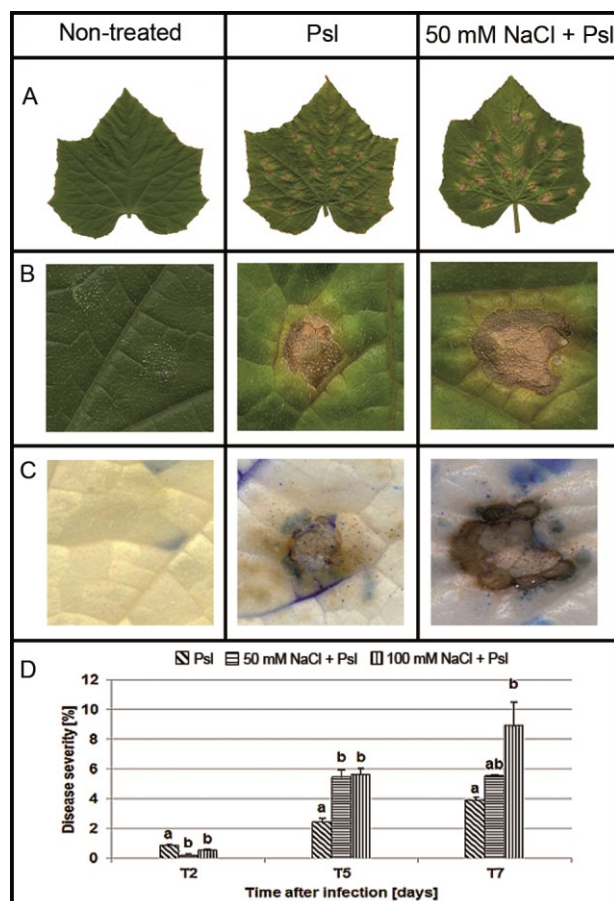 Non-treated
Psl
50 mM NaCl + Psl
A
B
C
D
Psl 50 mM NaCl + Psl 100 mM NaCl + Psl
Disease severity [%]
12
10
8
6
4
2
0
a b b
a b b
a ab b
T2 T5 T7
Time after infection [days]